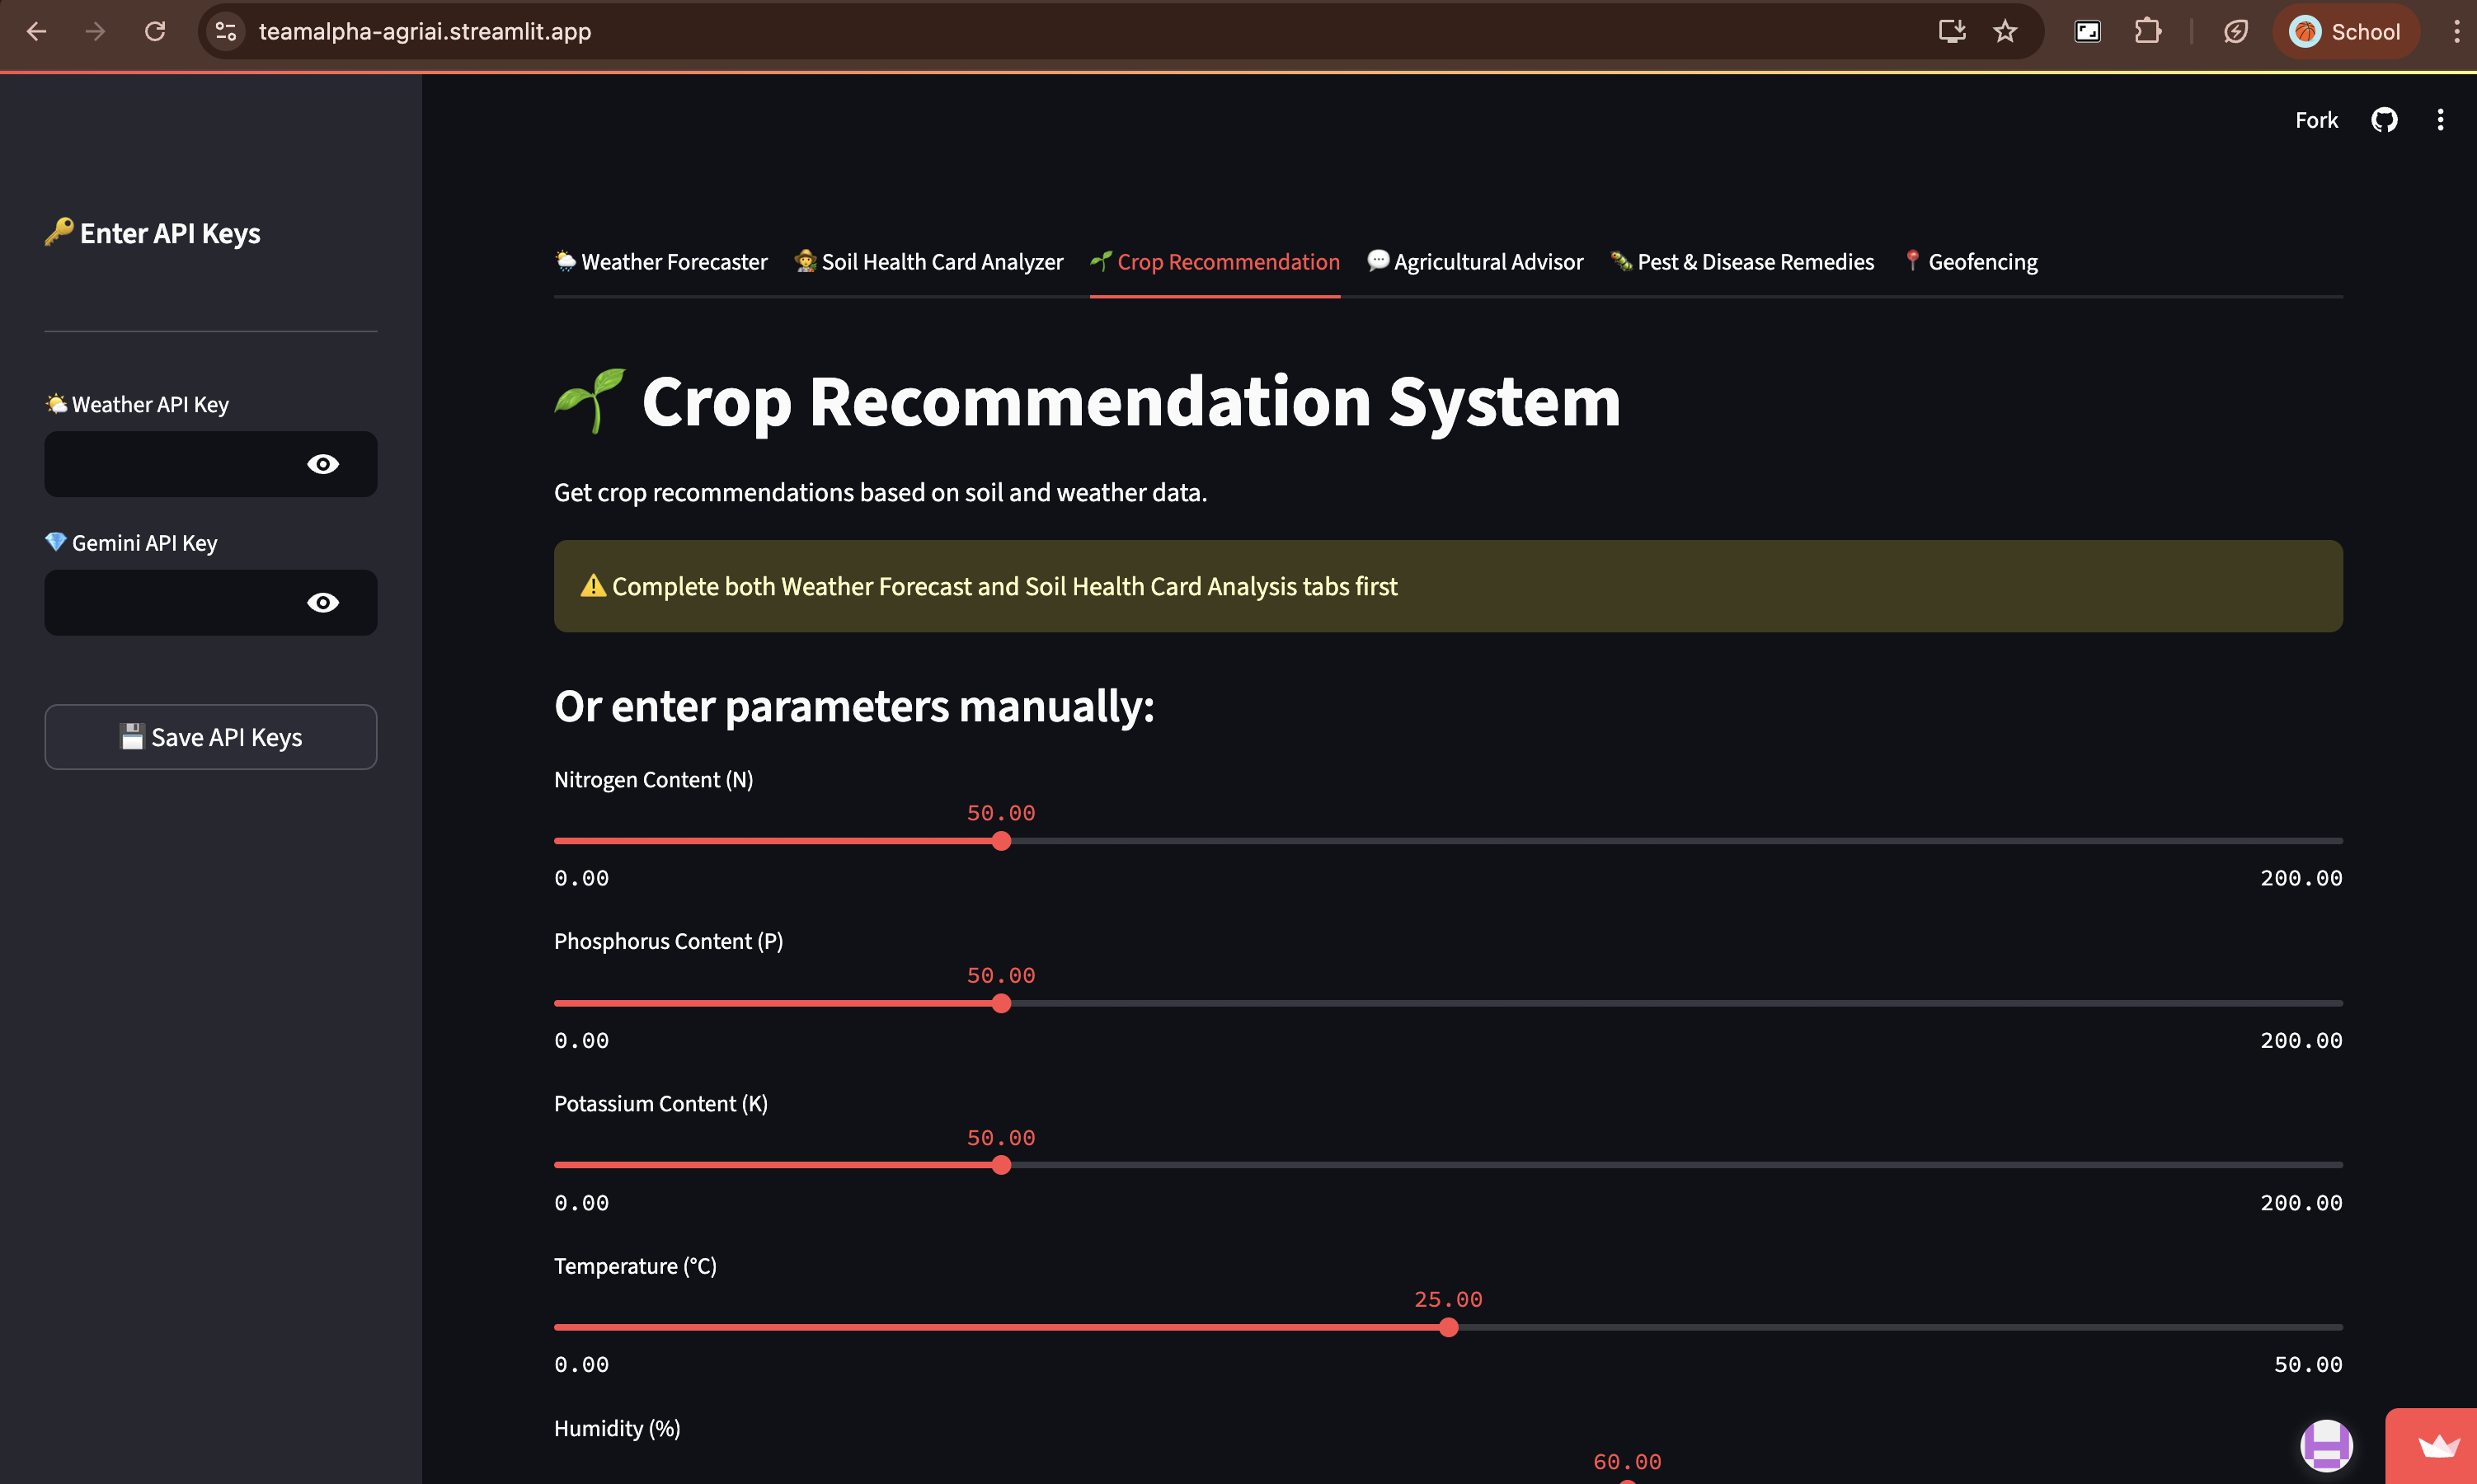 teamalpha-agriai.streamlit.app
School
Fork
Enter API Keys
Weather API Key
Gemini API Key
Save API Keys
Weather Forecaster
Soil Health Card Analyzer
Crop Recommendation
Agricultural Advisor
Pest & Disease Remedies
Geofencing
Crop Recommendation System
Get crop recommendations based on soil and weather data.
Complete both Weather Forecast and Soil Health Card Analysis tabs first
Or enter parameters manually:
Nitrogen Content (N)
50.00
0.00
200.00
Phosphorus Content (P)
50.00
0.00
200.00
Potassium Content (K)
50.00
0.00
200.00
Temperature (°C)
25.00
0.00
50.00
Humidity (%)
60.00